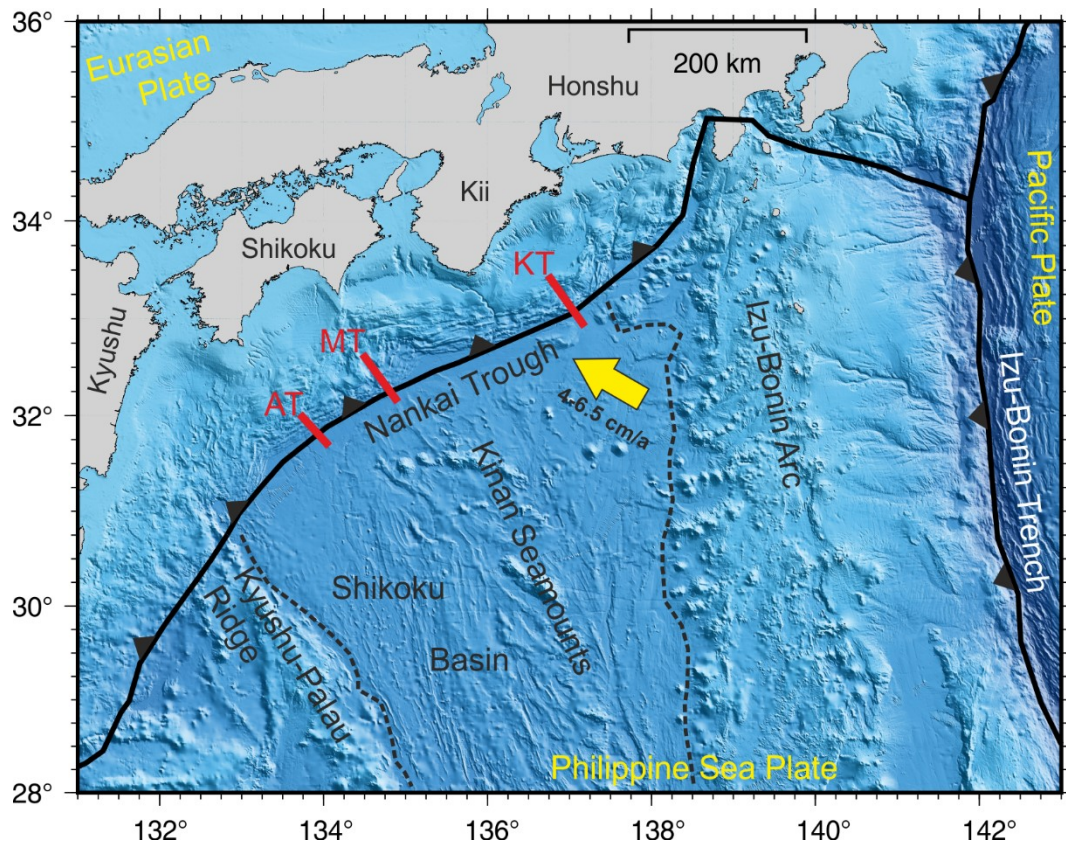 36°
34°
32°
30°
28°
132°
134°
136°
138°
140°
142°
Eurasian
Plate
200 km
Honshu
Kii
Shikoku
Kyushu
KT
MT
AT
Nankai Trough
4-6.5 cm/a
Kinan Seamounts
Shikoku
Basin
Kyushu-Palau
Ridge
Izu-Bonin Arc
Izu-Bonin Trench
Pacific Plate
Philippine Sea Plate